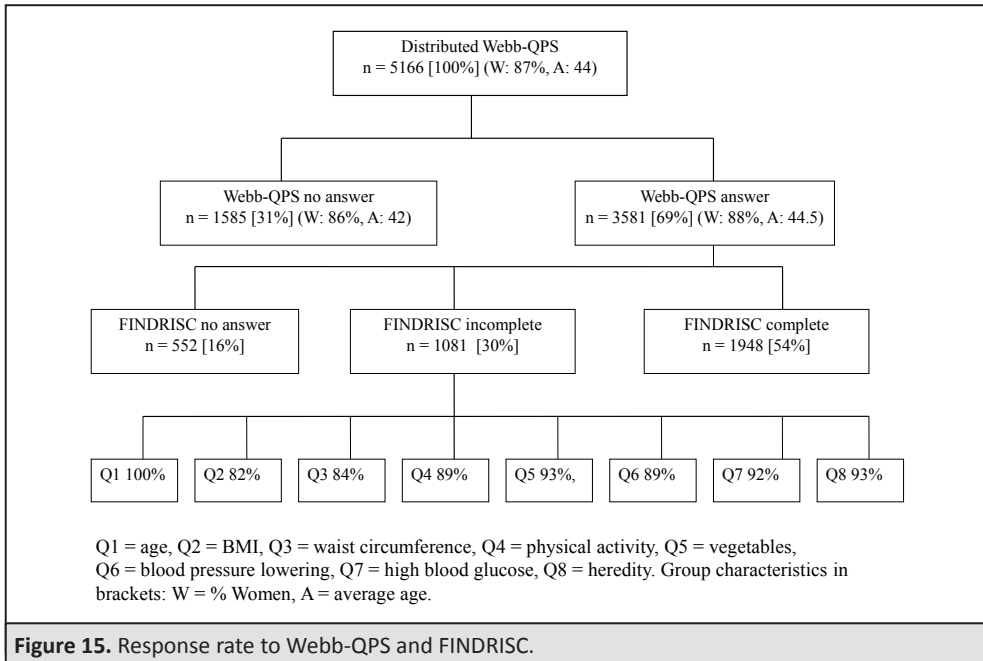 Distributed Webb-QPS
n = 5166 [100%] (W: 87%, A: 44)
Webb-QPS no answer
n = 1585 [31%] (W: 86%, A: 42)
Webb-QPS answer
n = 3581 [69%] (W: 88%, A: 44.5)
FINDRISC no answer
n = 552 [16%]
FINDRISC incomplete
n = 1081 [30%]
FINDRISC complete
n = 1948 [54%]
Q1 100%
Q2 82%
Q3 84%
Q4 89%
Q5 93%,
Q6 89%
Q7 92%
Q8 93%
Q1 = age, Q2 = BMI, Q3 = waist circumference, Q4 = physical activity, Q5 = vegetables,
Q6 = blood pressure lowering, Q7 = high blood glucose, Q8 = heredity. Group characteristics in
brackets: W = % Women, A = average age.
Figure 15. Response rate to Webb-QPS and FINDRISC.